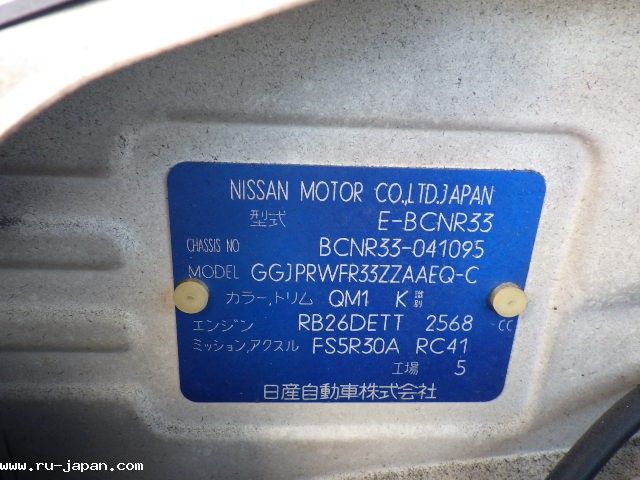 NISSAN MOTOR CO.,LTD.JAPAN
型式 E-BCNR33
CHASSIS NO BCNR33-041095
MODEL GGJPRWFR33ZZAAEQ-C
カラー,トリム QM1 K 識別
エンジン RB26DETT 2568 CC
ミッション,アクスル FS5R30A RC41
工場 5
日産自動車株式会社
www.ru-japan.com